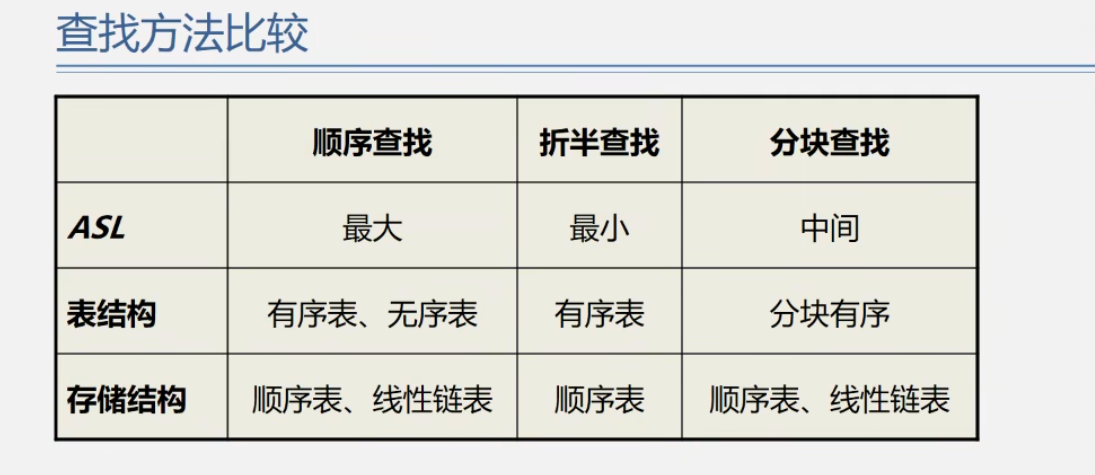 查找方法比较
顺序查找 折半查找 分块查找
ASL 最大 最小 中间
表结构 有序表、无序表 有序表 分块有序
存储结构 顺序表、线性链表 顺序表 顺序表、线性链表